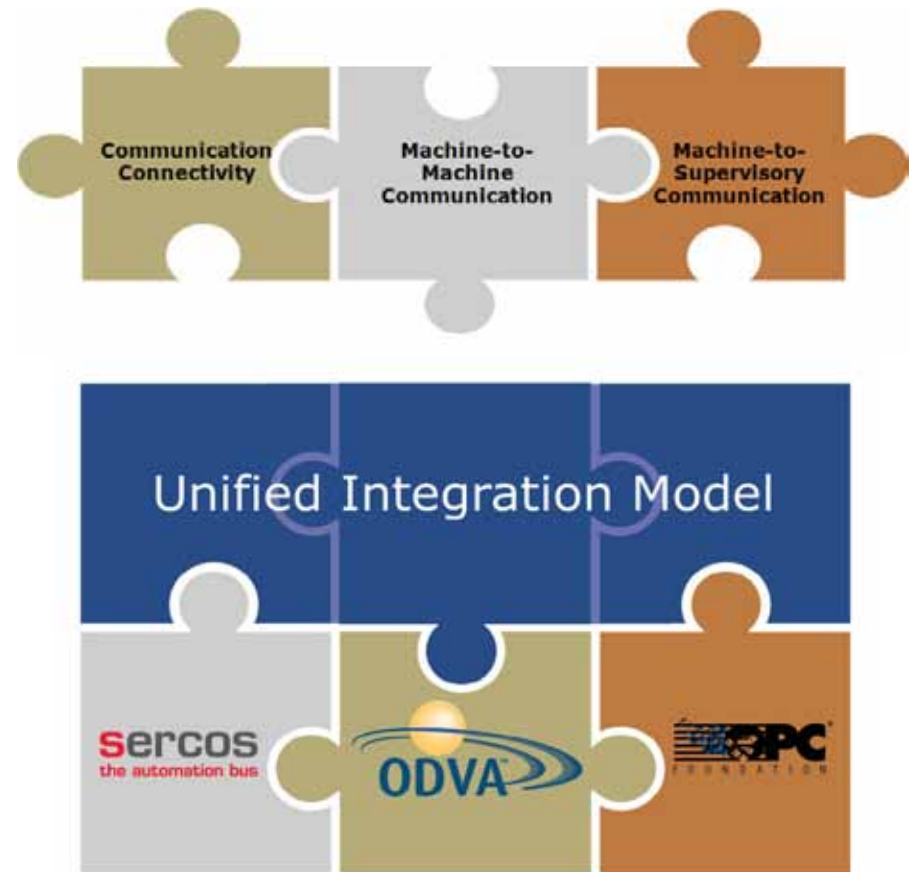 Communication
Connectivity
Machine-to-
Machine
Communication
Machine-to-
Supervisory
Communication
Unified Integration Model
sercos
the automation bus
ODVA™
OPC®
FOUNDATION